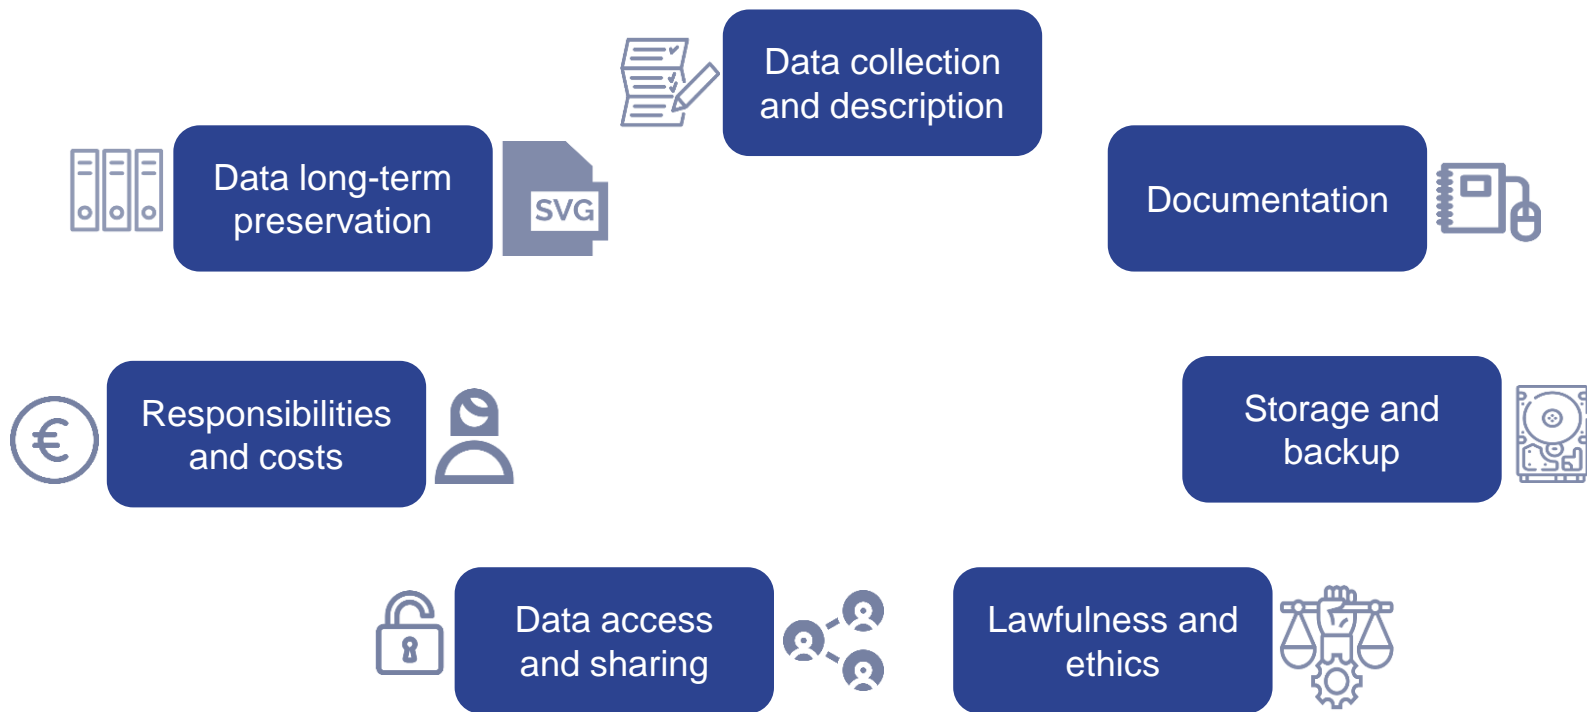 Data collection
and description
Data long-term
preservation
SVG
Documentation
Responsibilities
and costs
€
Storage and
backup
Data access
and sharing
Lawfulness and
ethics